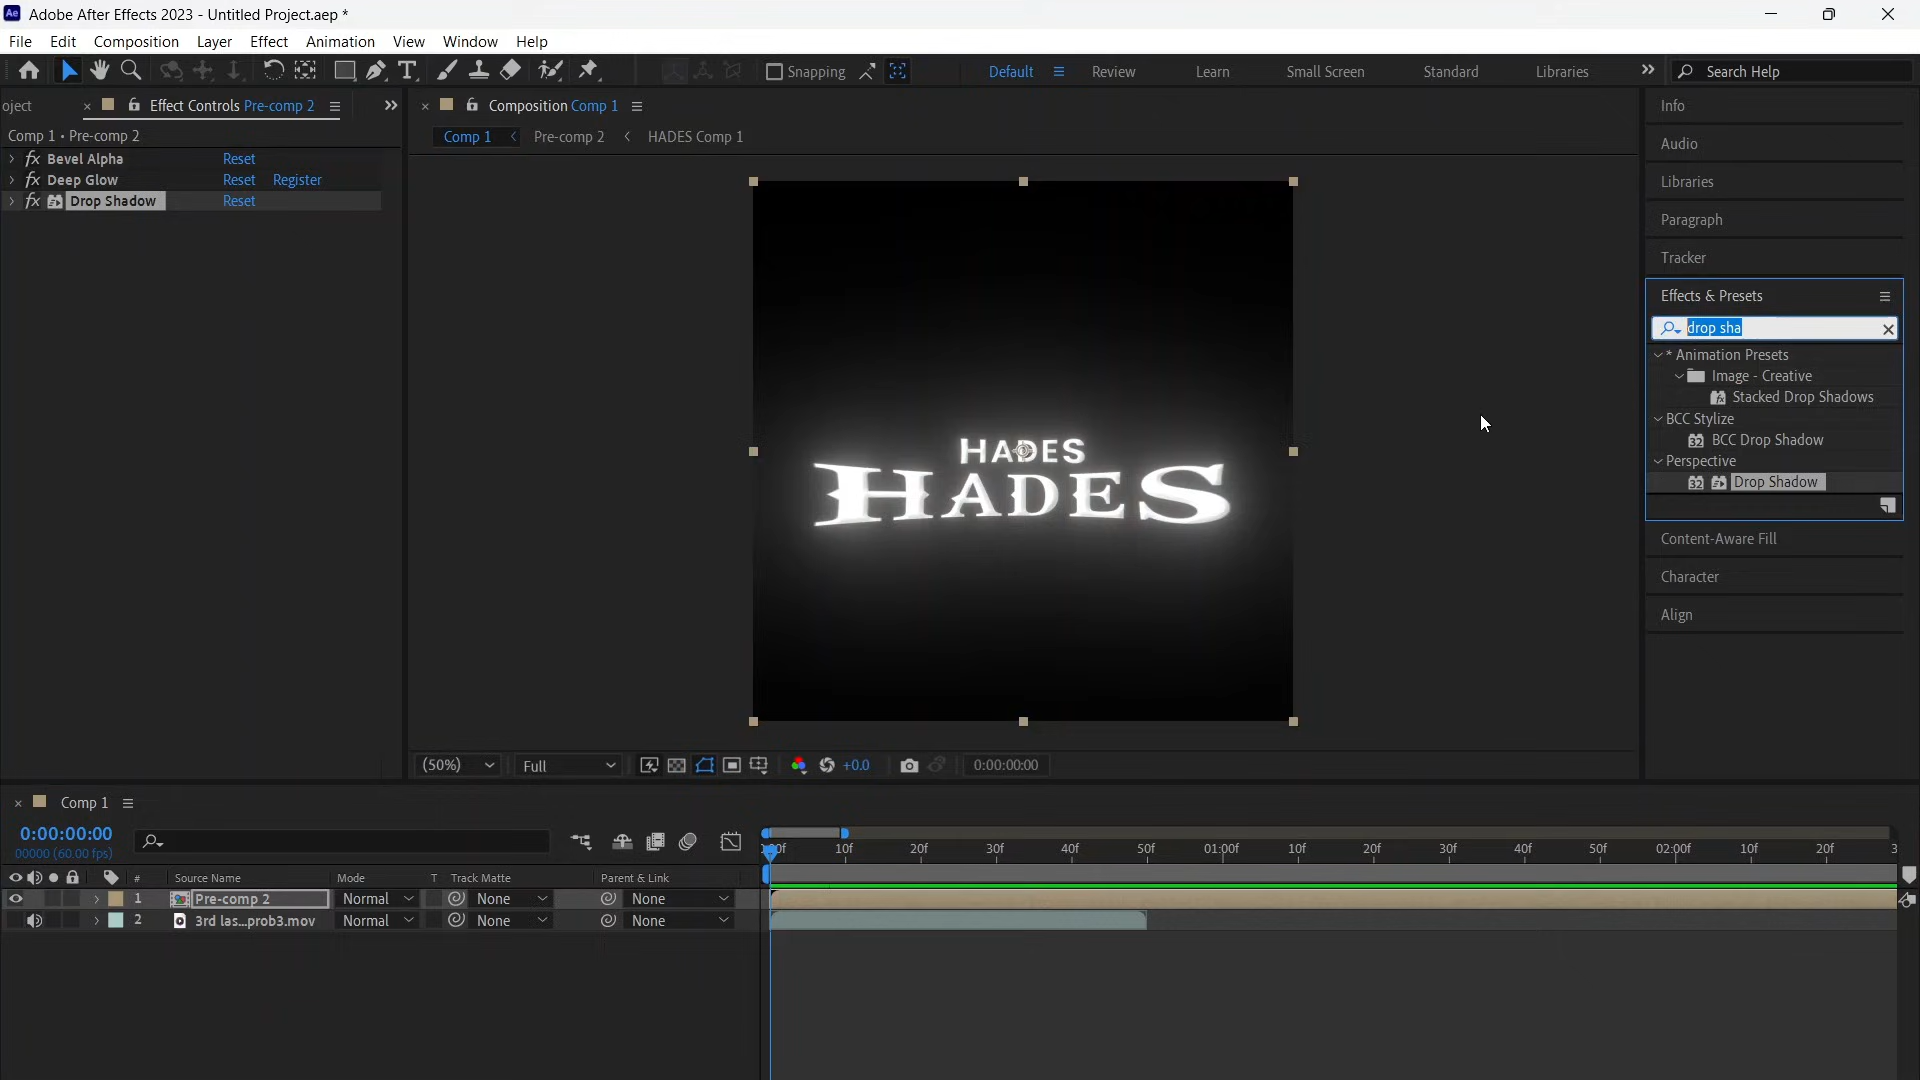 Ae Adobe After Effects 2023 - Untitled Project.aep *
File Edit Composition Layer Effect Animation View Window Help
Snapping Default Review Learn Small Screen Standard Libraries Search Help
oject Effect Controls Pre-comp 2
Comp 1 • Pre-comp 2
fx Bevel Alpha Reset
fx Deep Glow Reset Register
fx Drop Shadow Reset
Composition Comp 1
Comp 1 Pre-comp 2 HADES Comp 1
HADES
HADES
(50%) Full +0.0 0:00:00:00
Info
Audio
Libraries
Paragraph
Tracker
Effects & Presets
drop sha
* Animation Presets
Image - Creative
Stacked Drop Shadows
BCC Stylize
32 BCC Drop Shadow
Perspective
32 Drop Shadow
Content-Aware Fill
Character
Align
Comp 1
0:00:00:00
00000 (60.00 fps)
10f 20f 30f 40f 50f 01:00f 10f 20f 30f 40f 50f 02:00f 10f 20f 3
# Source Name Mode T Track Matte Parent & Link
1 Pre-comp 2 Normal None None
2 3rd las...prob3.mov Normal None None